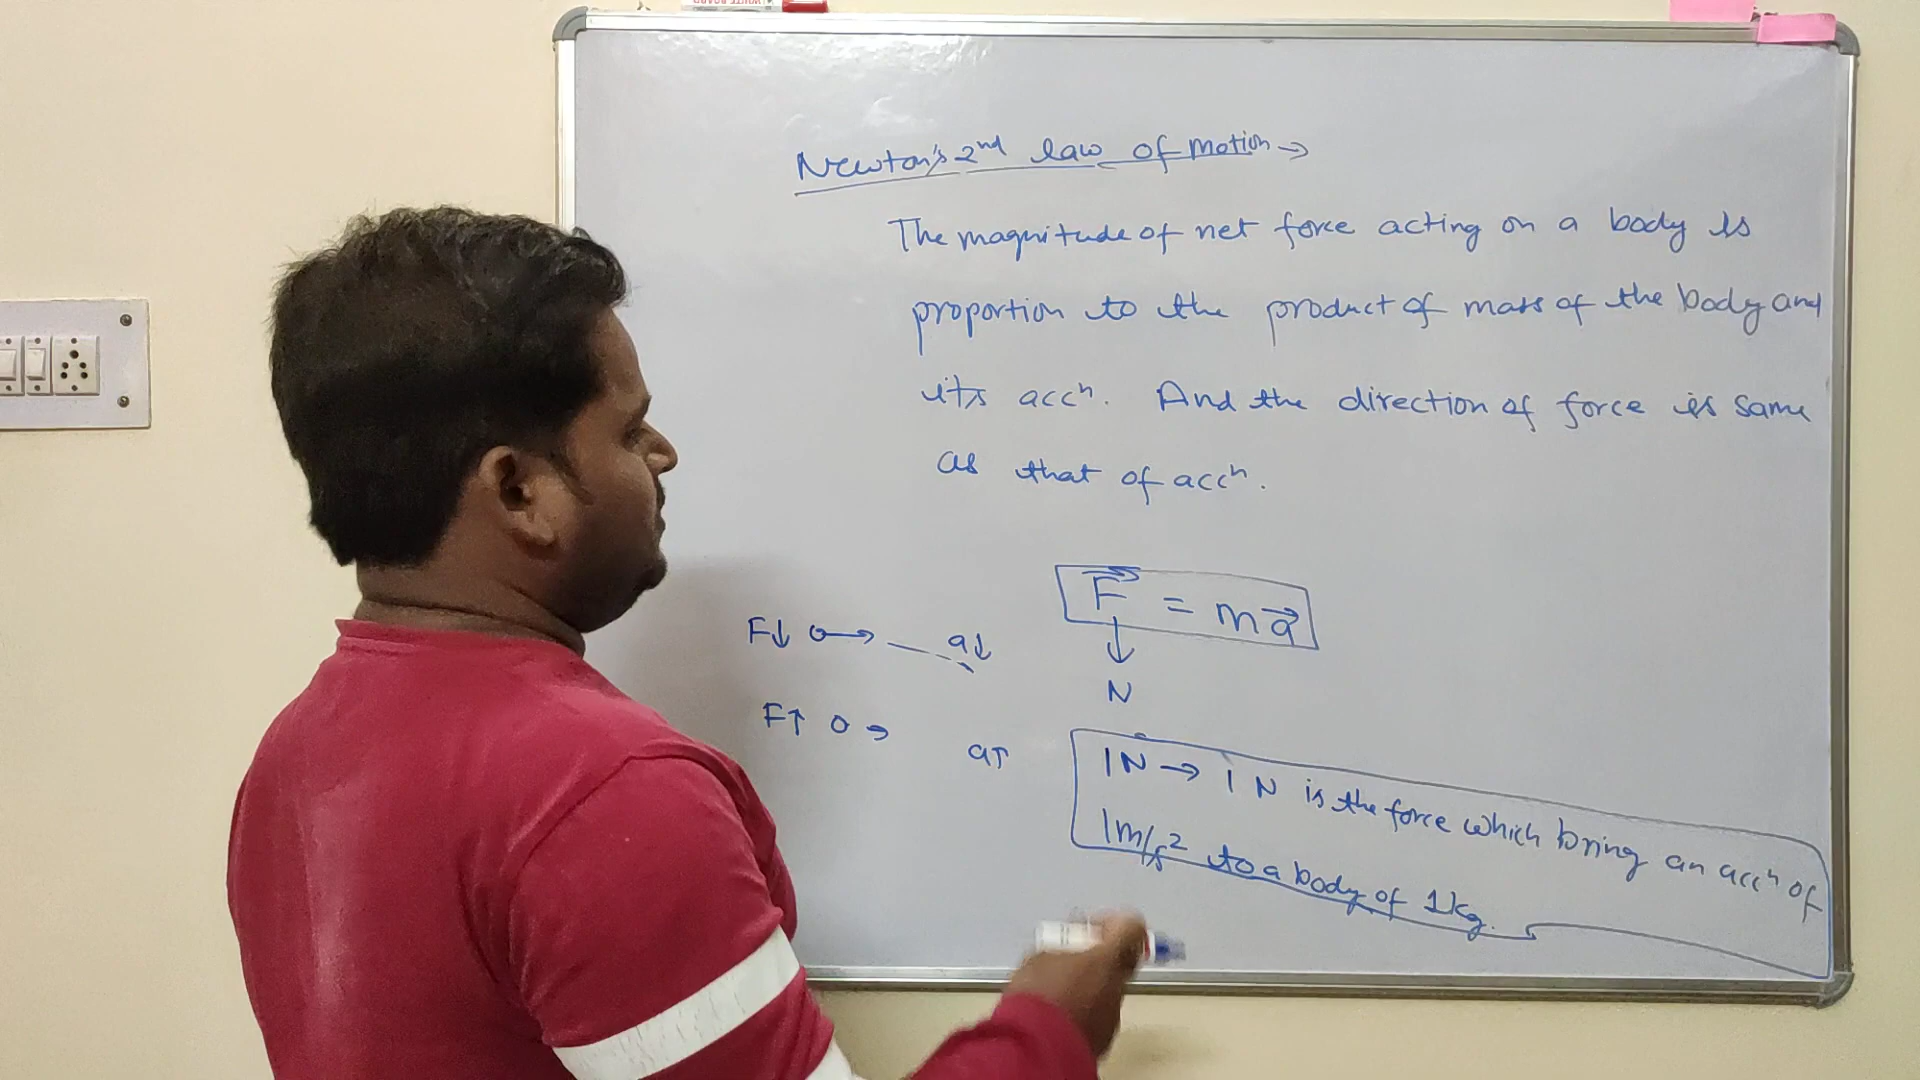 Newton's 2nd law of Motion →
The magnitude of net force acting on a body is
proportion to the product of mass of the body and
its accⁿ. And the direction of force is same
as that of accⁿ.
F⃗ = ma⃗
↓
N
F↓ o→ a↓
F↑ o → a↑
1N → 1 N is the force which bring an accⁿ of
1m/s² to a body of 1kg.